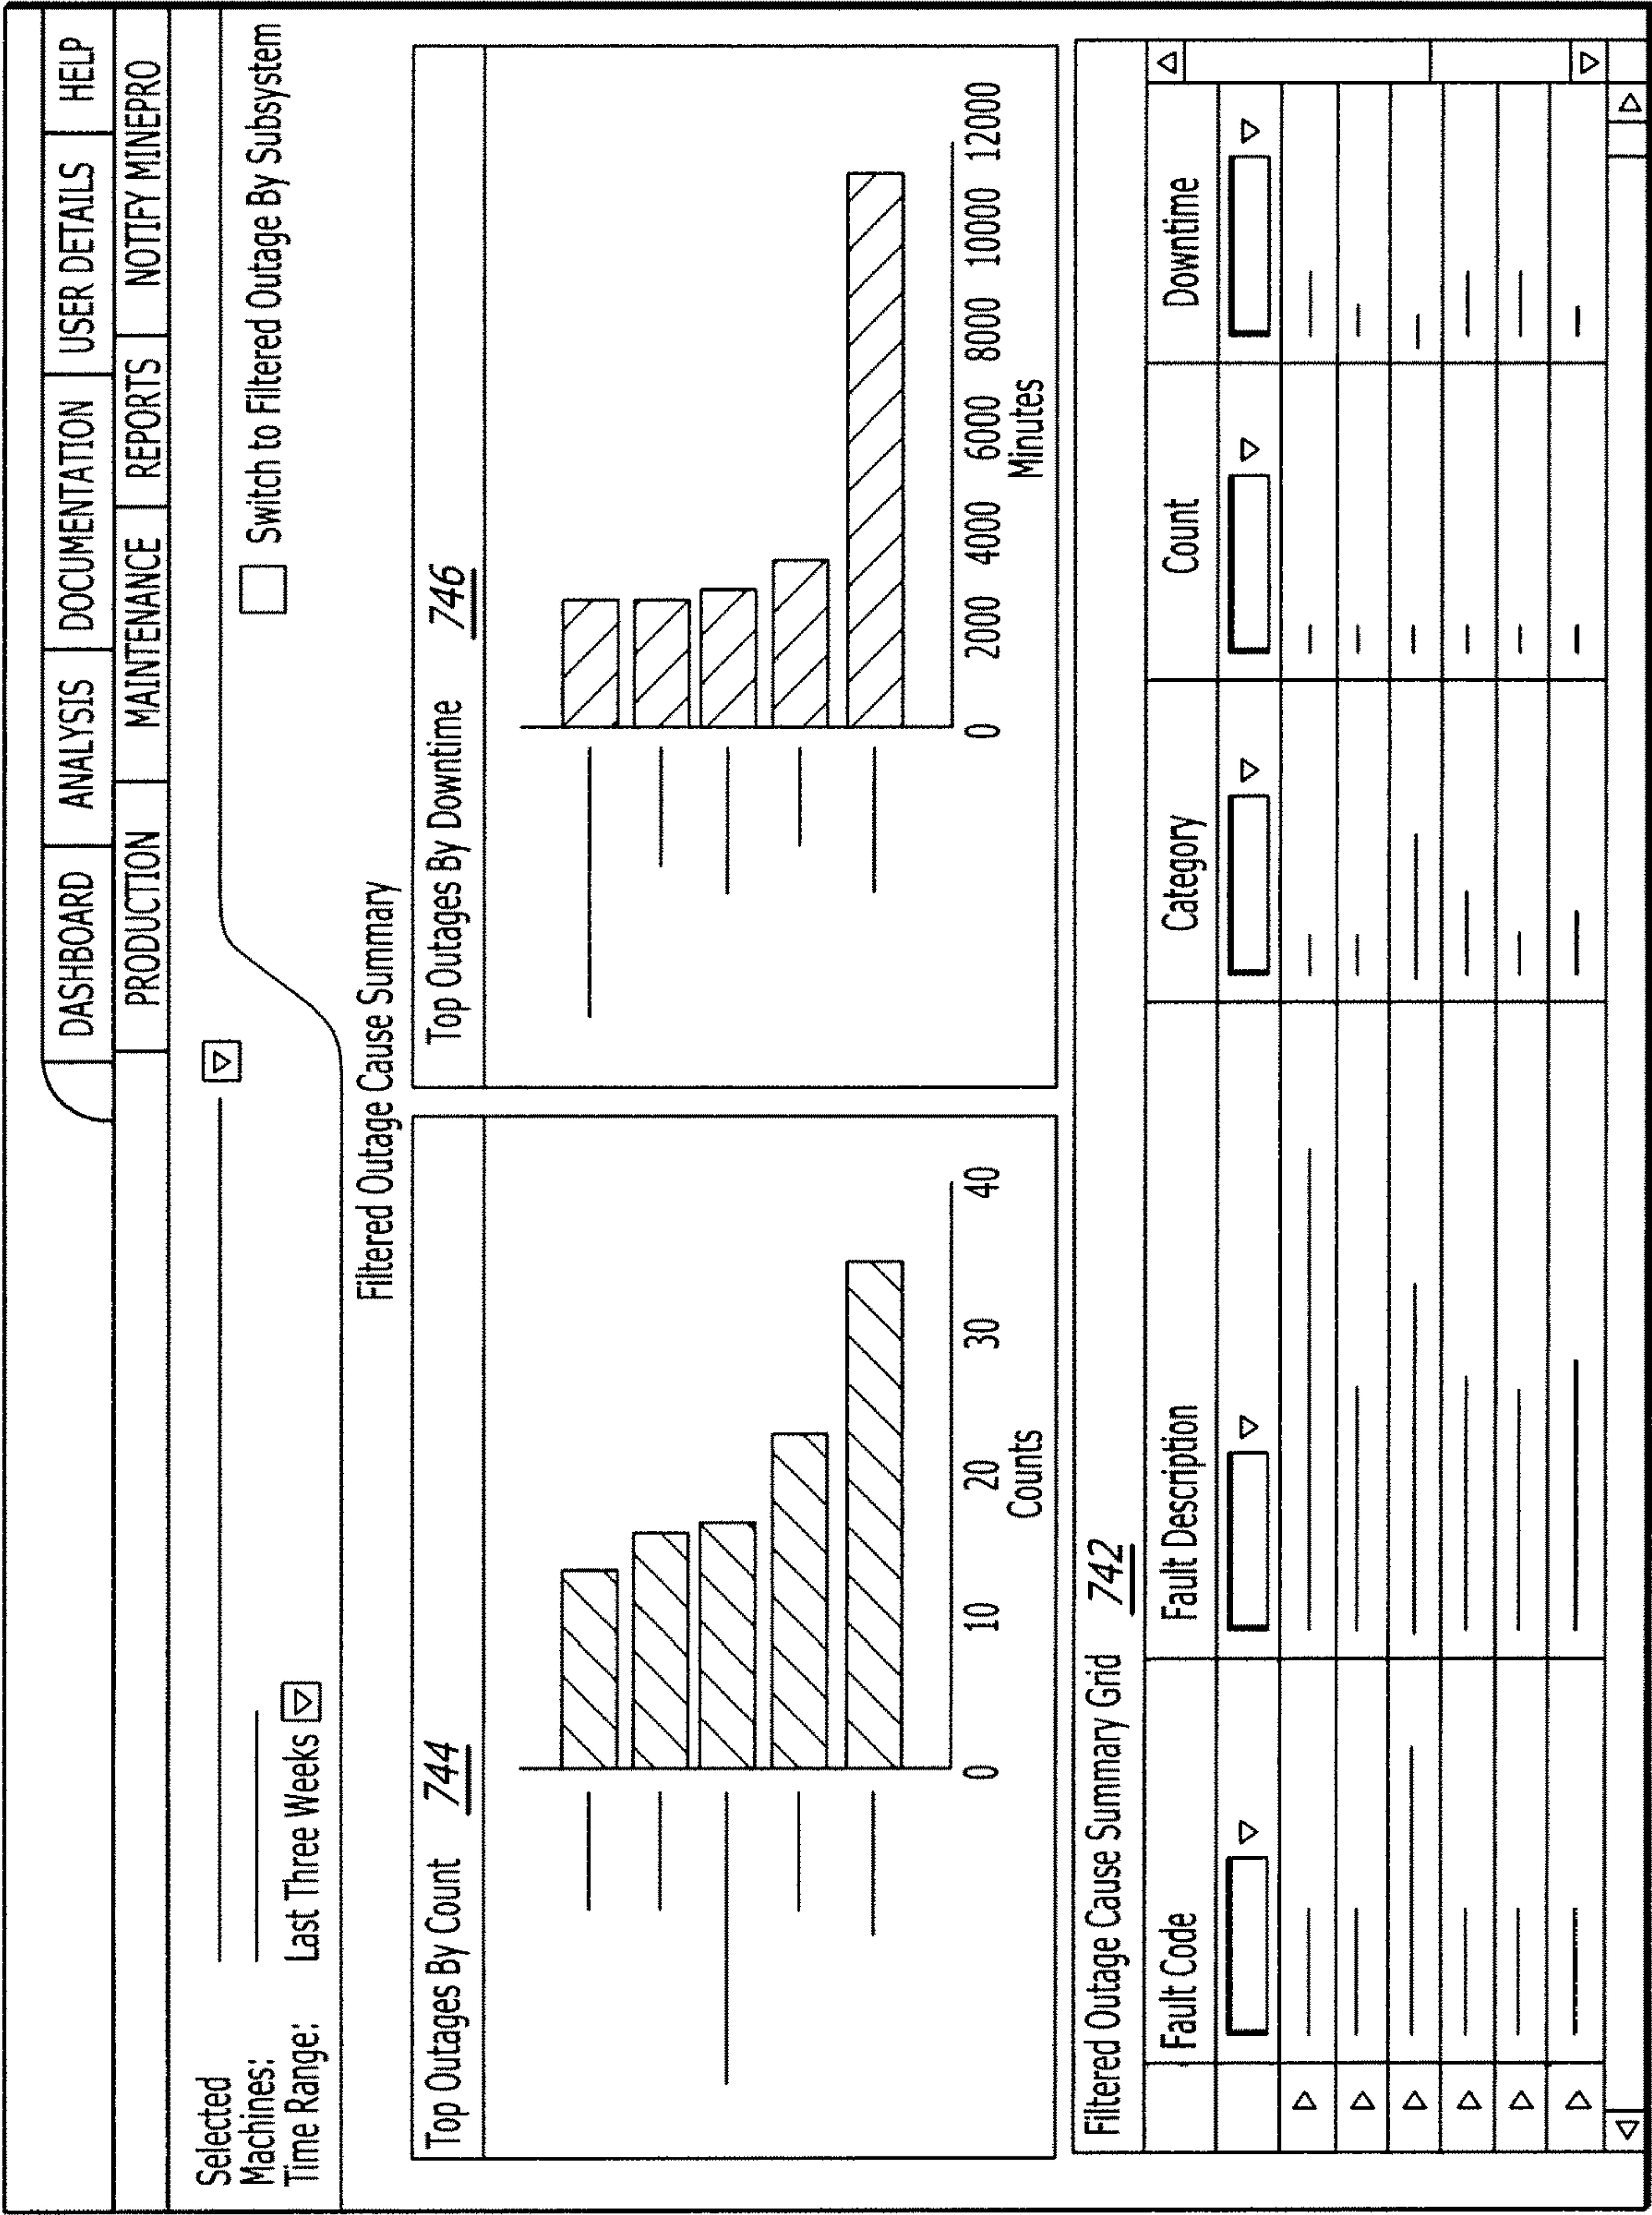 DASHBOARD ANALYSIS DOCUMENTATION USER DETAILS HELP
PRODUCTION MAINTENANCE REPORTS NOTIFY MINEPRO
Selected
Machines:
Time Range: Last Three Weeks
Switch to Filtered Outage By Subsystem
Filtered Outage Cause Summary
Top Outages By Count 744
0 10 20 30 40
Counts
Top Outages By Downtime 746
0 2000 4000 6000 8000 10000 12000
Minutes
Filtered Outage Cause Summary Grid 742
Fault Code Fault Description Category Count Downtime